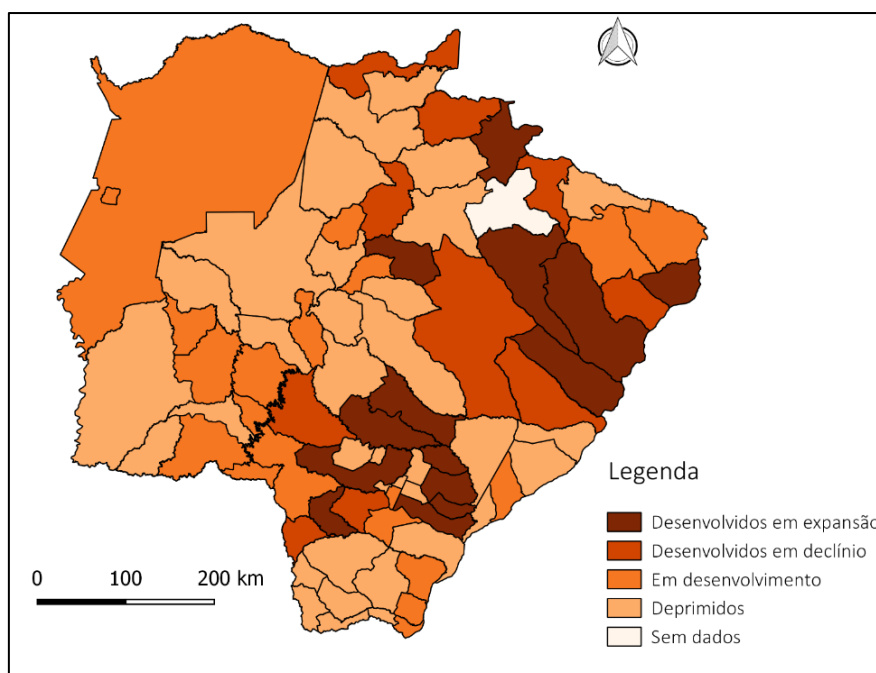 Legenda
Desenvolvidos em expansão
Desenvolvidos em declínio
Em desenvolvimento
Deprimidos
Sem dados
0 100 200 km